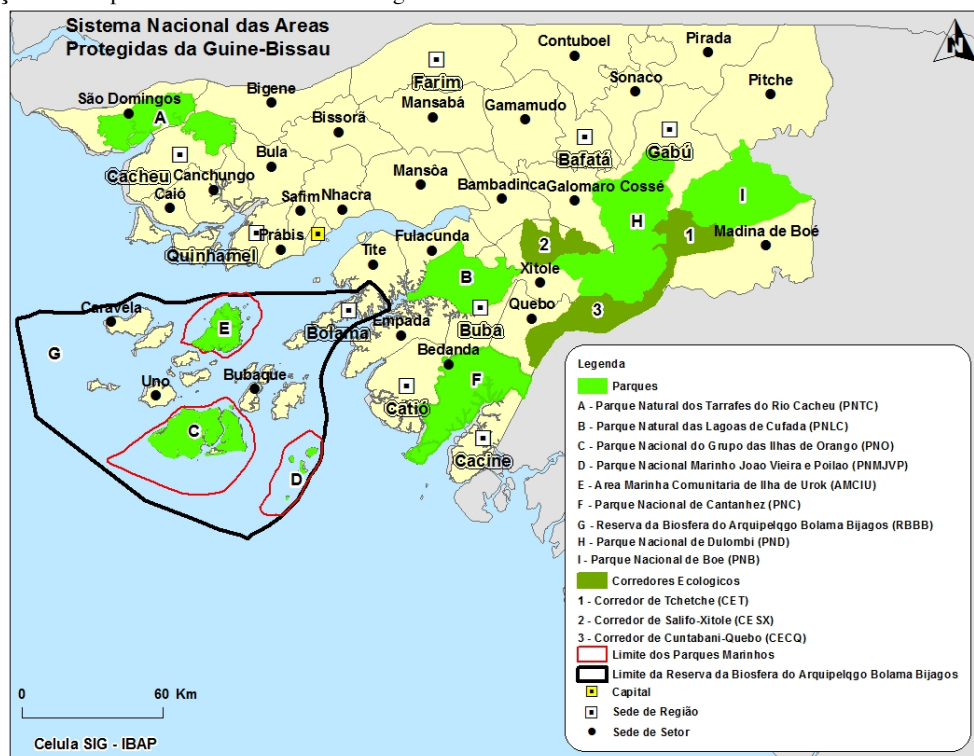 Sistema Nacional das Areas
Protegidas da Guine-Bissau
N
Contuboel
Pirada
Farim
Sonaco
Pitche
São Domingos
Bigene
Mansabá
Gamamudo
A
Bissorã
Bafatá
Gabú
Bula
Cacheu
Canchungo
Mansôa
Bambadinca
Galomaro Cossé
I
Caió
Safim
Nhacra
H
1
Madina de Boé
Quinhamel
Prábis
Tite
Fulacunda
2
Xitole
B
Caravela
E
Bolama
Empada
Buba
Quebo
3
G
Uno
Bubaque
Bedanda
F
Catió
C
Cacine
D
Legenda
Parques
A - Parque Natural dos Tarrafes do Rio Cacheu (PNTC)
B - Parque Natural das Lagoas de Cufada (PNLC)
C - Parque Nacional do Grupo das Ilhas de Orango (PNO)
D - Parque Nacional Marinho Joao Vieira e Poilao (PNMJVP)
E - Area Marinha Comunitaria de Ilha de Urok (AMCIU)
F - Parque Nacional de Cantanhez (PNC)
G - Reserva da Biosfera do Arquipelqgo Bolama Bijagos (RBBB)
H - Parque Nacional de Dulombi (PND)
I - Parque Nacional de Boe (PNB)
Corredores Ecologicos
1 - Corredor de Tchetche (CET)
2 - Corredor de Salifo-Xitole (CESX)
3 - Corredor de Cuntabani-Quebo (CECQ)
Limite dos Parques Marinhos
Limite da Reserva da Biosfera do Arquipelqgo Bolama Bijagos
Capital
Sede de Região
Sede de Setor
0 60 Km
Celula SIG - IBAP